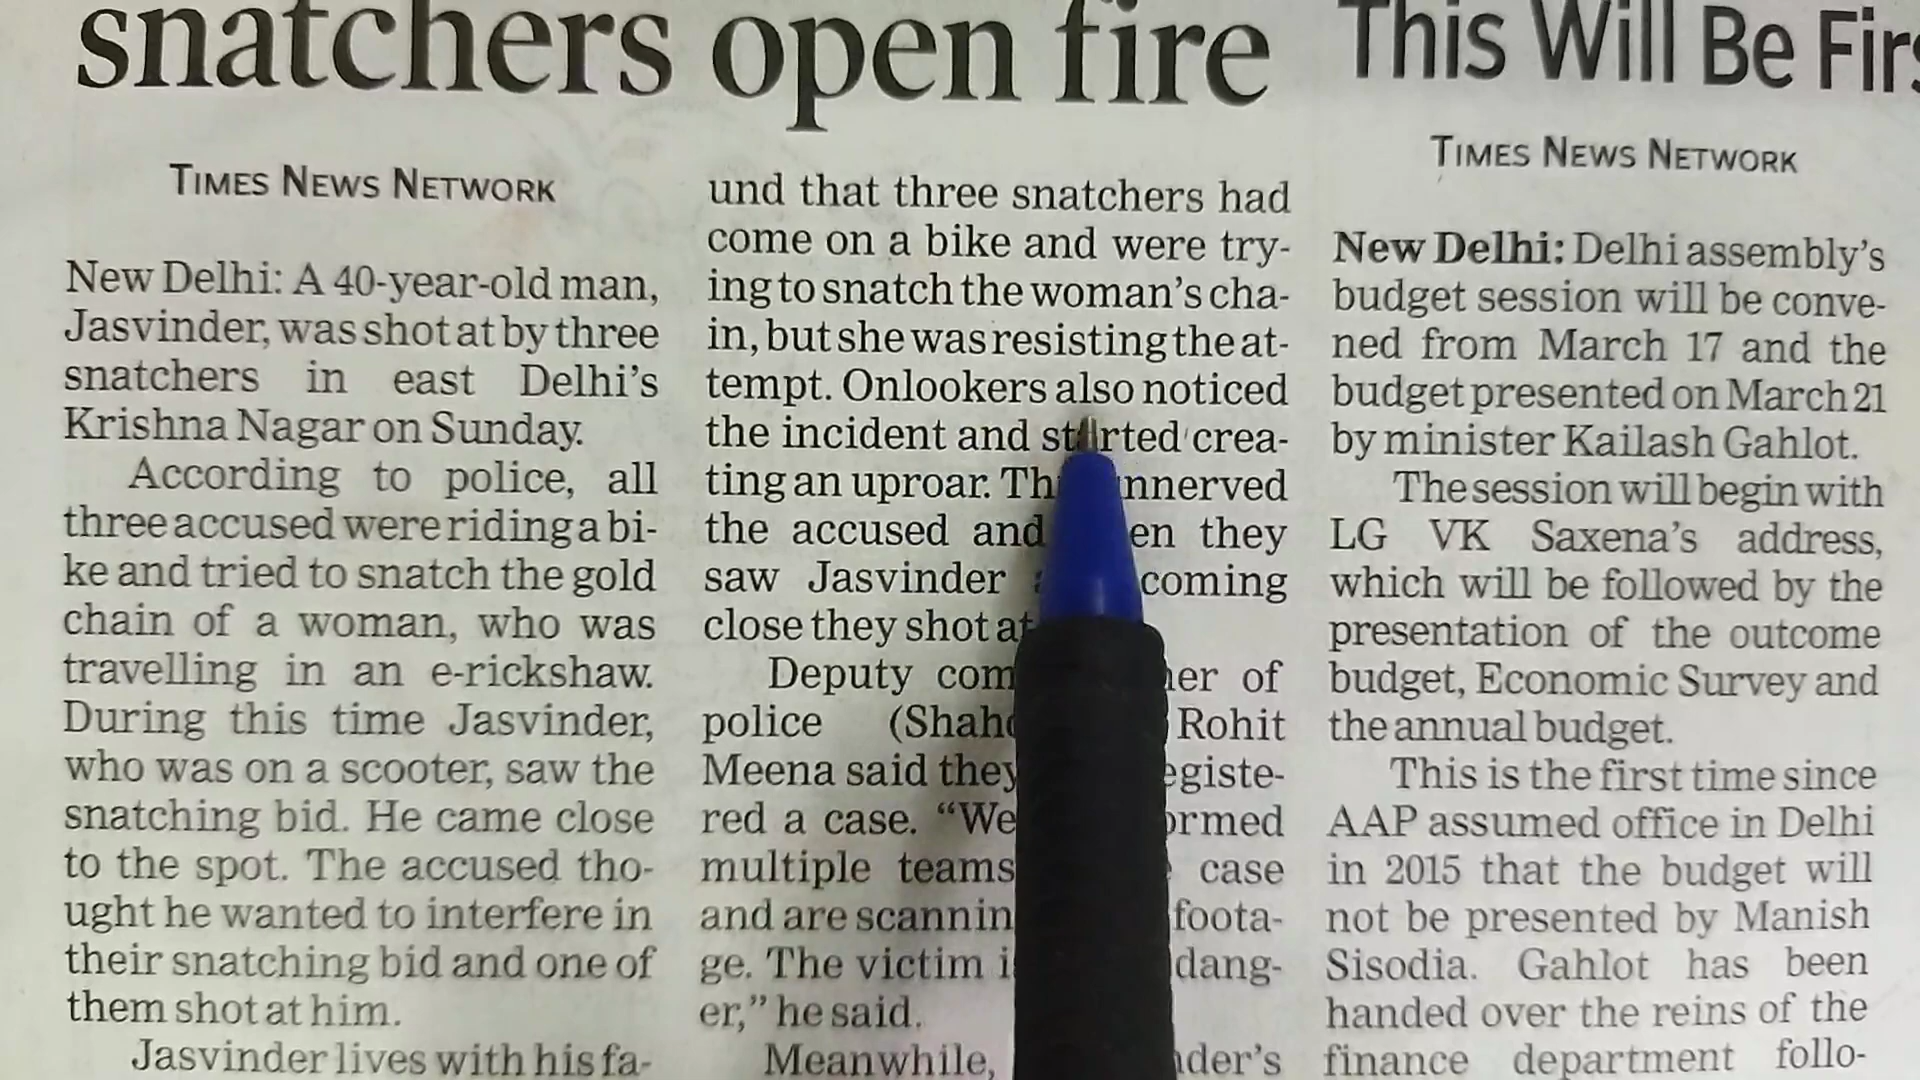 snatchers open fire
TIMES NEWS NETWORK
New Delhi: A 40-year-old man,
Jasvinder, was shot at by three
snatchers in east Delhi's
Krishna Nagar on Sunday.
According to police, all
three accused were riding a bi-
ke and tried to snatch the gold
chain of a woman, who was
travelling in an e-rickshaw.
During this time Jasvinder,
who was on a scooter, saw the
snatching bid. He came close
to the spot. The accused tho-
ught he wanted to interfere in
their snatching bid and one of
them shot at him.
Jasvinder lives with his fa-
und that three snatchers had
come on a bike and were try-
ing to snatch the woman's cha-
in, but she was resisting the at-
tempt. Onlookers also noticed
the incident and started crea-
ting an uproar.
the accused and they
saw Jasvinder coming
close they shot at
Deputy of
police Rohit
Meena said they
red a case. "We
multiple teams case
and are foota-
ge. The victim dang-
er," he said.
Meanwhile,
This Will Be
TIMES NEWS NETWORK
New Delhi: Delhi assembly's
budget session will be conve-
ned from March 17 and the
budget presented on March 21
by minister Kailash Gahlot.
The session will begin with
LG VK Saxena's address,
which will be followed by the
presentation of the outcome
budget, Economic Survey and
the annual budget.
This is the first time since
AAP assumed office in Delhi
in 2015 that the budget will
not be presented by Manish
Sisodia. Gahlot has been
handed over the reins of the
finance department follo-